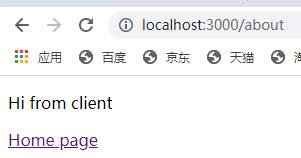 localhost:3000/about
应用 百度 京东 天猫
Hi from client
Home page